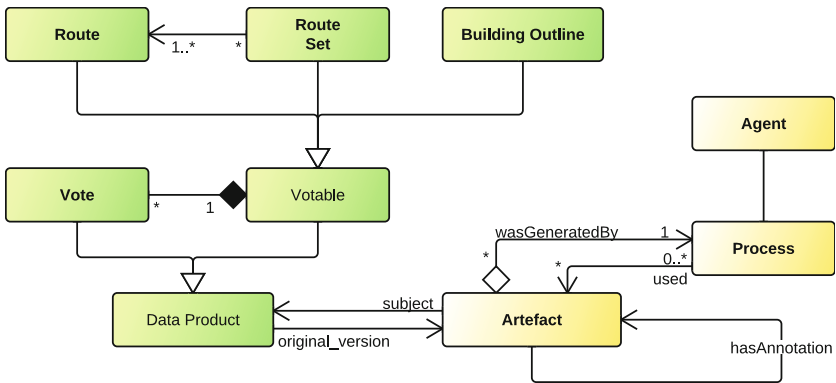 Route
1..*
*
Route
Set
Building Outline
Agent
Vote
*
1
Votable
wasGeneratedBy
1
*
Process
0..*
*
used
Data Product
subject
original_version
Artefact
hasAnnotation